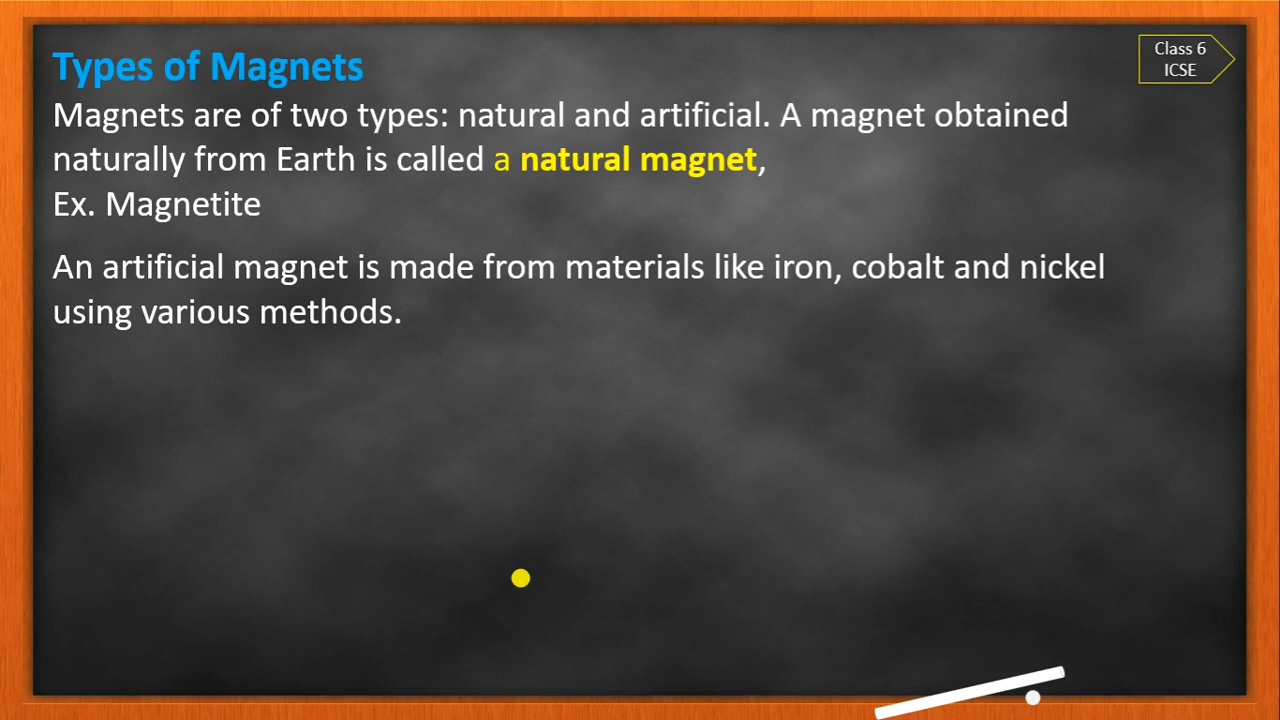 Types of Magnets
Class 6
ICSE
Magnets are of two types: natural and artificial. A magnet obtained
naturally from Earth is called a natural magnet,
Ex. Magnetite
An artificial magnet is made from materials like iron, cobalt and nickel
using various methods.